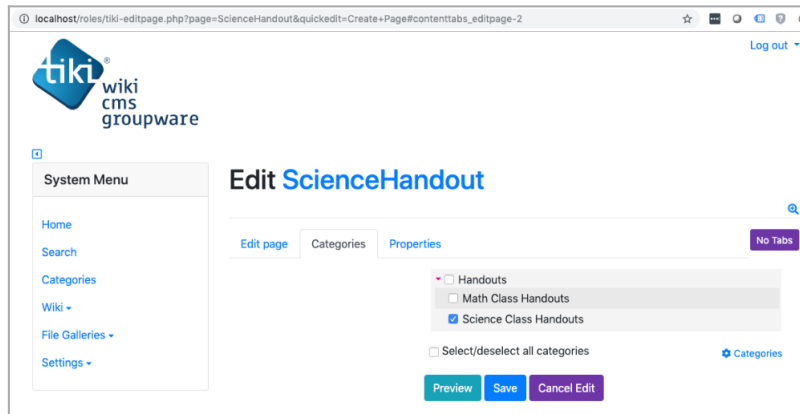 localhost/roles/tiki-editpage.php?page=ScienceHandout&quickedit=Create+Page#contenttabs_editpage-2
Log out
tiki®
wiki
cms
groupware
System Menu
Home
Search
Categories
Wiki
File Galleries
Settings
Edit ScienceHandout
Edit page Categories Properties No Tabs
Handouts
Math Class Handouts
Science Class Handouts
Select/deselect all categories Categories
Preview Save Cancel Edit